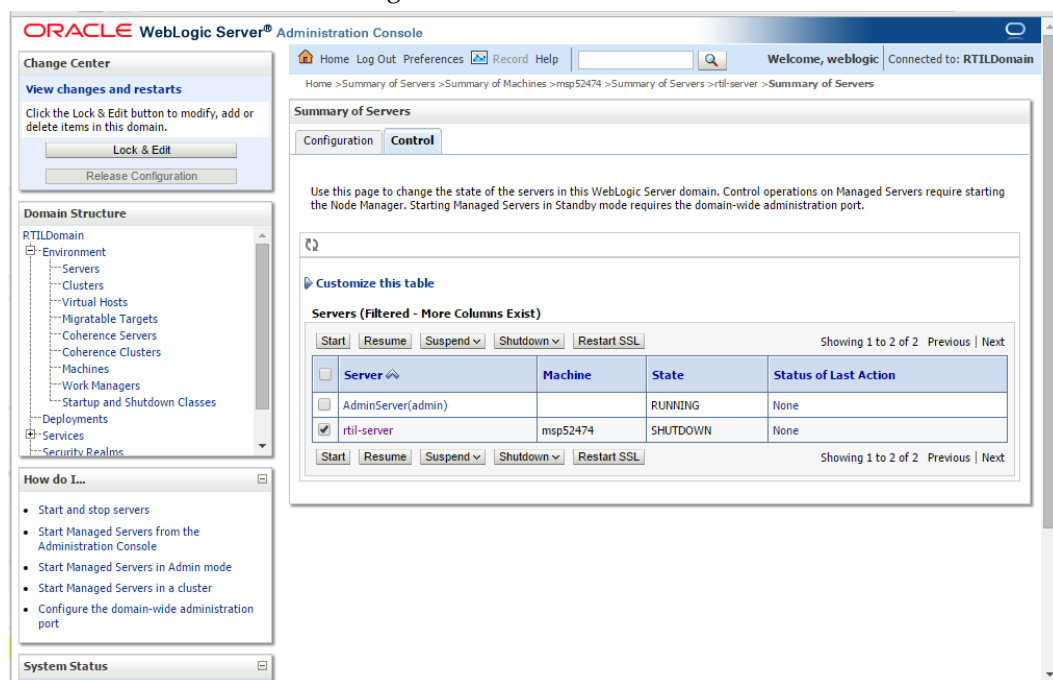 ORACLE WebLogic Server® Administration Console
Change Center
View changes and restarts
Click the Lock & Edit button to modify, add or
delete items in this domain.
Lock & Edit
Release Configuration
Domain Structure
RTILDomain
Environment
Servers
Clusters
Virtual Hosts
Migratable Targets
Coherence Servers
Coherence Clusters
Machines
Work Managers
Startup and Shutdown Classes
Deployments
Services
Security Realms
How do I...
Start and stop servers
Start Managed Servers from the
Administration Console
Start Managed Servers in Admin mode
Start Managed Servers in a cluster
Configure the domain-wide administration
port
System Status
Home Log Out Preferences Record Help Welcome, weblogic Connected to: RTILDomain
Home >Summary of Servers >Summary of Machines >msp52474 >Summary of Servers >rtil-server >Summary of Servers
Summary of Servers
Configuration Control
Use this page to change the state of the servers in this WebLogic Server domain. Control operations on Managed Servers require starting
the Node Manager. Starting Managed Servers in Standby mode requires the domain-wide administration port.
Customize this table
Servers (Filtered - More Columns Exist)
Start Resume Suspend Shutdown Restart SSL Showing 1 to 2 of 2 Previous | Next
Server Machine State Status of Last Action
AdminServer(admin) RUNNING None
rtil-server msp52474 SHUTDOWN None
Start Resume Suspend Shutdown Restart SSL Showing 1 to 2 of 2 Previous | Next